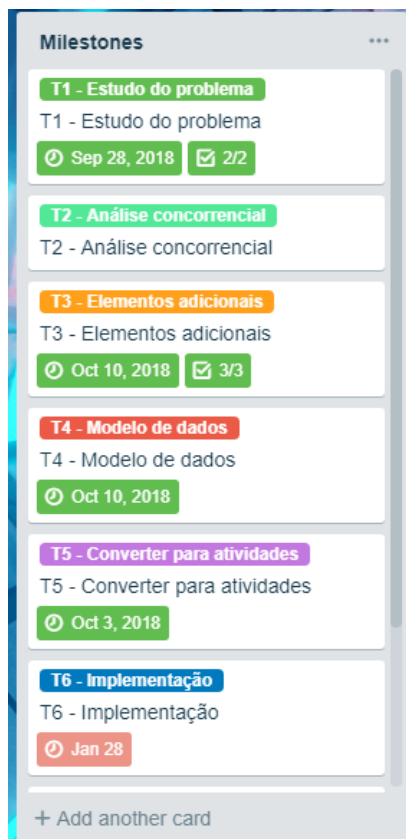 Milestones
T1 - Estudo do problema
T1 - Estudo do problema
Sep 28, 2018 2/2
T2 - Análise concorrencial
T2 - Análise concorrencial
T3 - Elementos adicionais
T3 - Elementos adicionais
Oct 10, 2018 3/3
T4 - Modelo de dados
T4 - Modelo de dados
Oct 10, 2018
T5 - Converter para atividades
T5 - Converter para atividades
Oct 3, 2018
T6 - Implementação
T6 - Implementação
Jan 28
+ Add another card